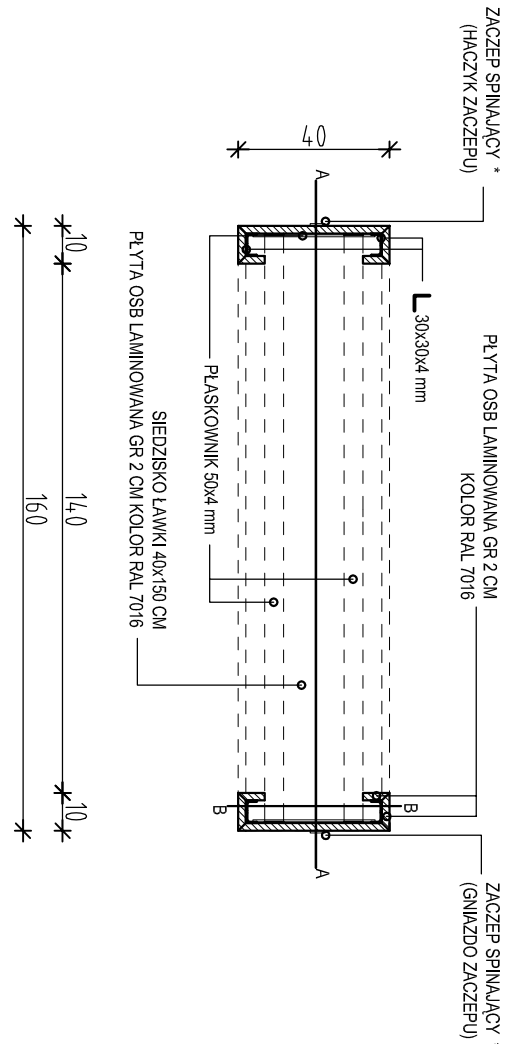 ZACZEP SPINAJĄCY *
(HACZYK ZACZEPU)
PŁYTA OSB LAMINOWANA GR 2 CM
KOLOR RAL 7016
ZACZEP SPINAJĄCY *
(GNIAZDO ZACZEPU)
L 30x30x4 mm
40
A
A
B
B
PŁASKOWNIK 50x4 mm
SIEDZISKO ŁAWKI 40x150 CM
PŁYTA OSB LAMINOWANA GR 2 CM KOLOR RAL 7016
10
140
10
160